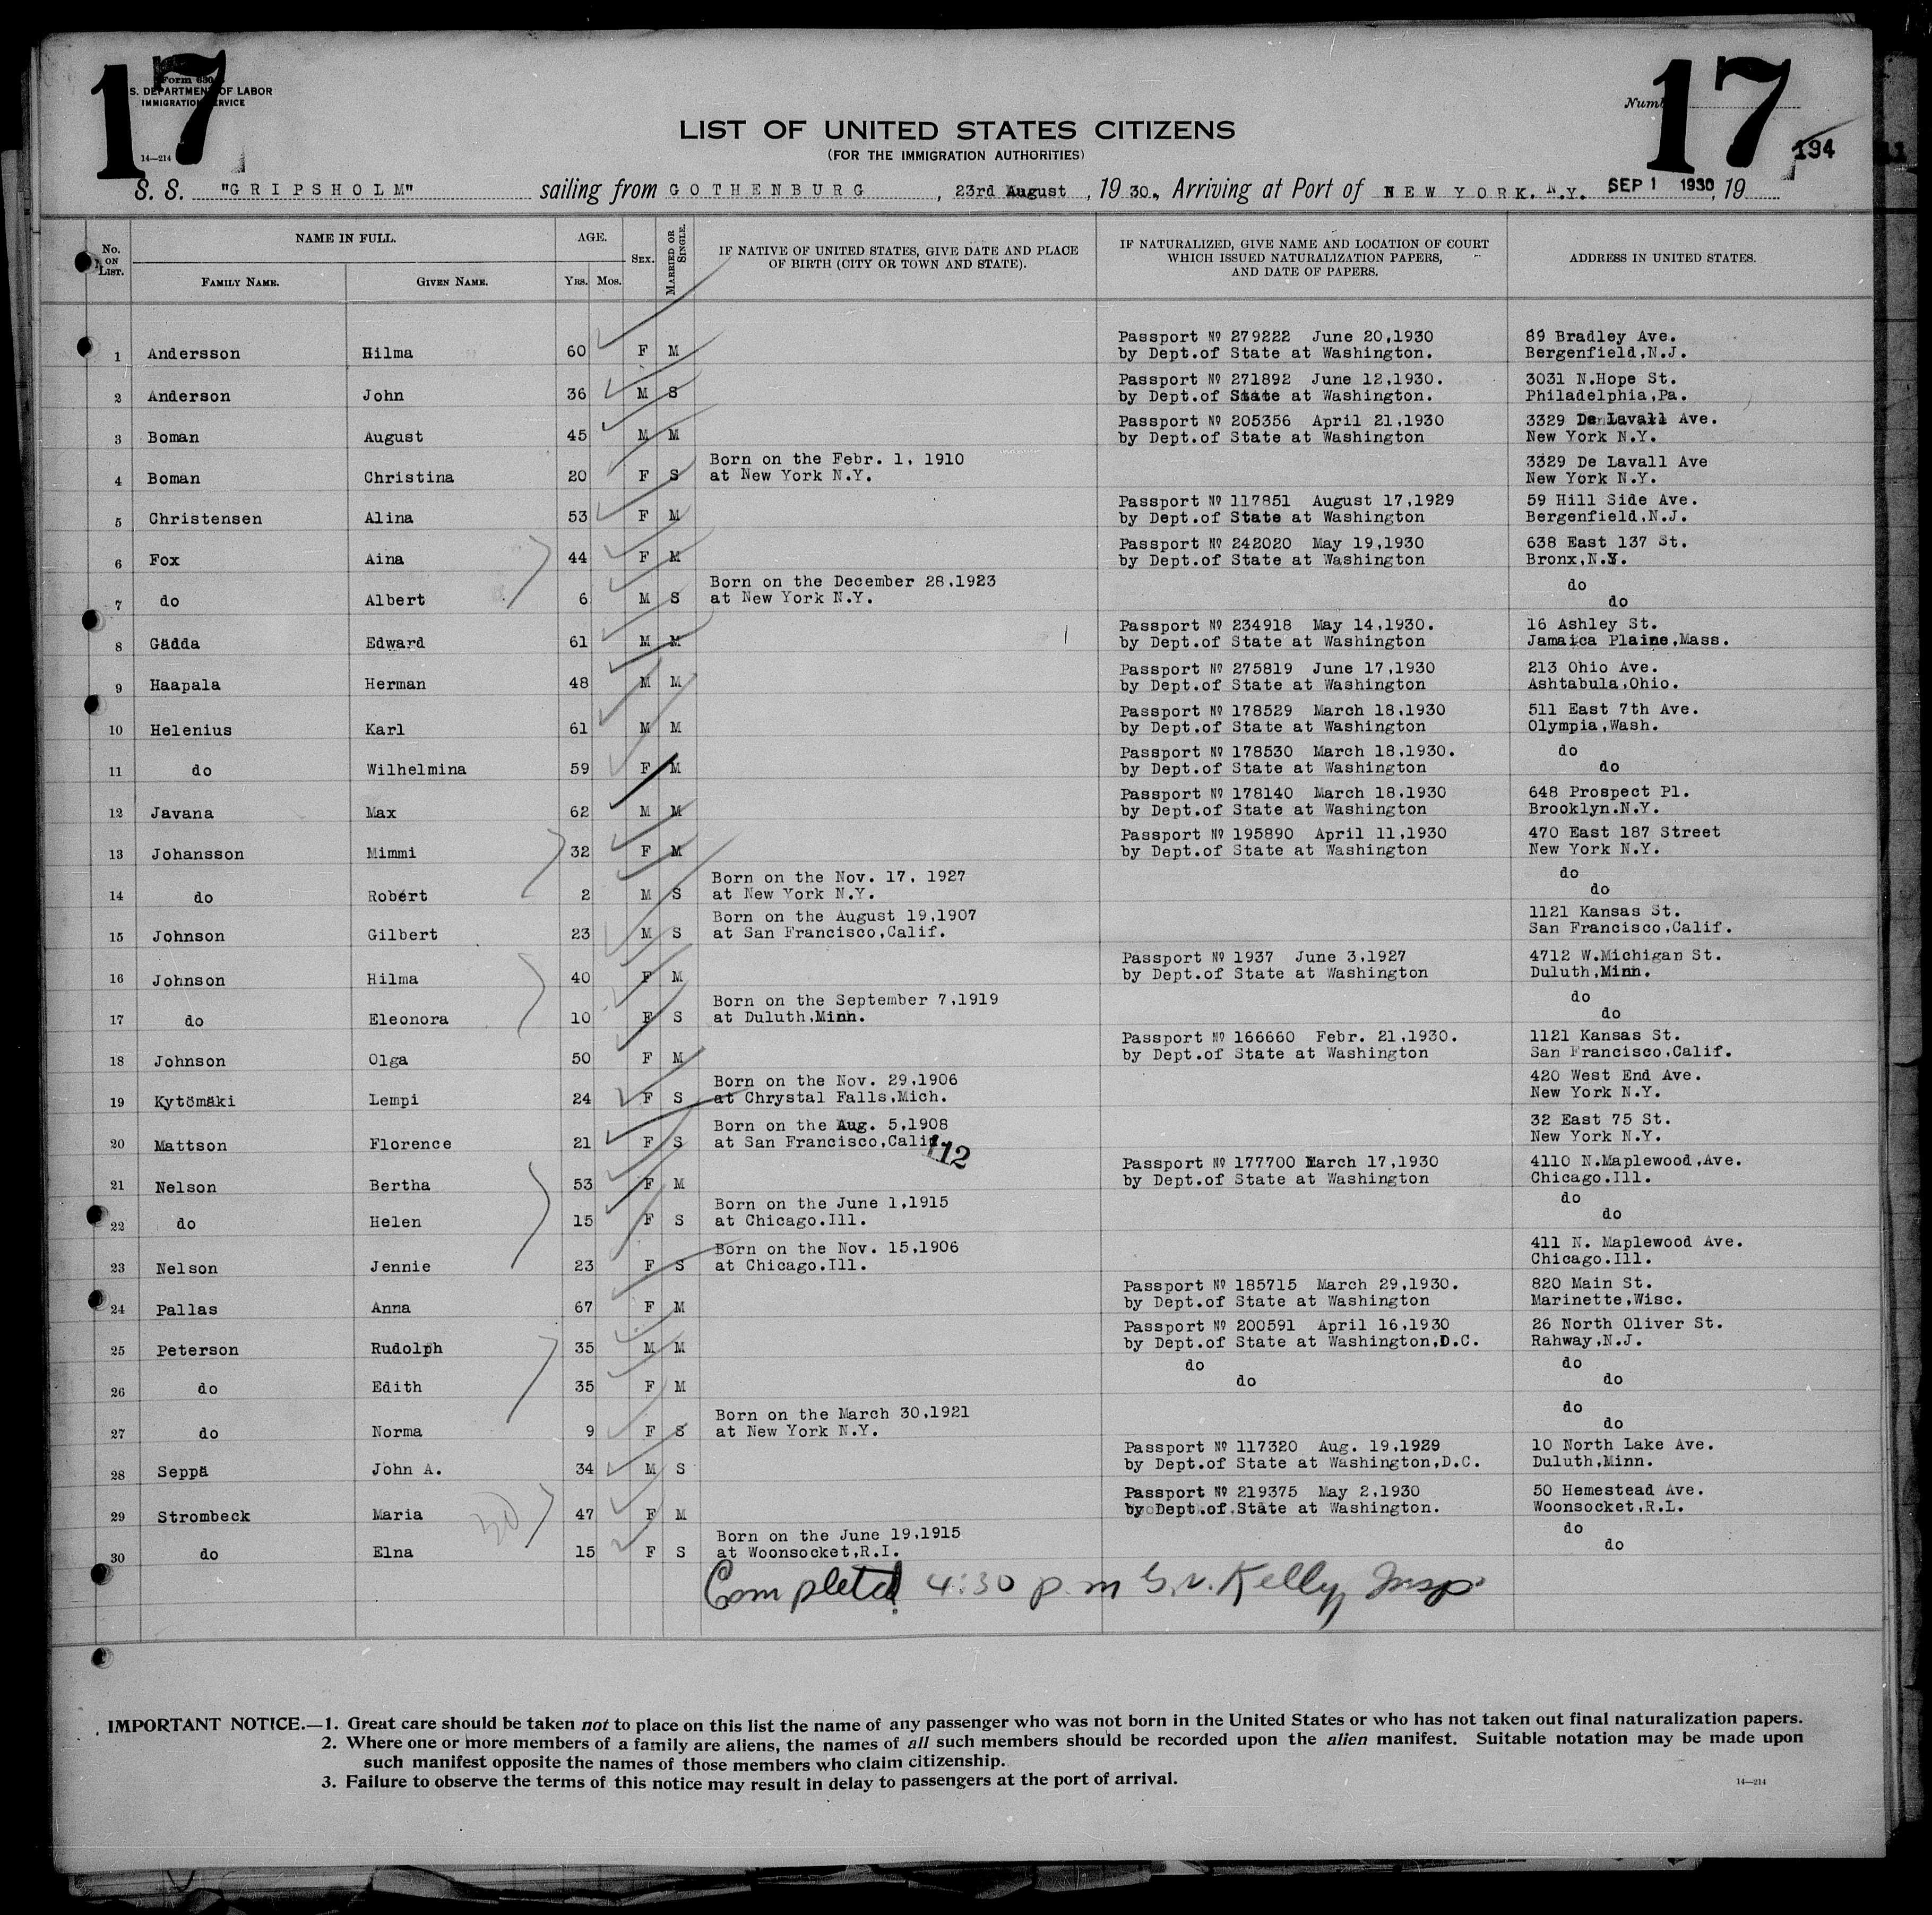 17
Form 630
U. S. DEPARTMENT OF LABOR
IMMIGRATION SERVICE
14—214
17
194
LIST OF UNITED STATES CITIZENS
(FOR THE IMMIGRATION AUTHORITIES)
S. S. "GRIPSHOLM" sailing from GOTHENBURG, 23rd August, 1930., Arriving at Port of NEW YORK. N.Y. SEP 1 1930, 19
No. ON LIST. NAME IN FULL. AGE. SEX. MARRIED OR SINGLE. IF NATIVE OF UNITED STATES, GIVE DATE AND PLACE OF BIRTH (CITY OR TOWN AND STATE). IF NATURALIZED, GIVE NAME AND LOCATION OF COURT WHICH ISSUED NATURALIZATION PAPERS, AND DATE OF PAPERS. ADDRESS IN UNITED STATES.
FAMILY NAME. GIVEN NAME. YRS. MOS.
Passport Nº 279222 June 20,1930 89 Bradley Ave.
1 Andersson Hilma 60 F M by Dept.of State at Washington. Bergenfield,N.J.
Passport Nº 271892 June 12,1930. 3031 N.Hope St.
2 Anderson John 36 M S by Dept.of State at Washington. Philadelphia,Pa.
Passport Nº 205356 April 21,1930 3329 De Lavall Ave.
3 Boman August 45 M M by Dept.of State at Washington New York N.Y.
Born on the Febr. 1, 1910 3329 De Lavall Ave
4 Boman Christina 20 F S at New York N.Y. New York N.Y.
Passport Nº 117851 August 17,1929 59 Hill Side Ave.
5 Christensen Alina 53 F M by Dept.of State at Washington Bergenfield,N.J.
Passport Nº 242020 May 19,1930 638 East 137 St.
6 Fox Aina 44 F M by Dept.of State at Washington Bronx,N.Y.
Born on the December 28,1923 do
7 do Albert 6 M S at New York N.Y. do
Passport Nº 234918 May 14,1930. 16 Ashley St.
8 Gädda Edward 61 M M by Dept.of State at Washington Jamaica Plaine,Mass.
Passport Nº 275819 June 17,1930 213 Ohio Ave.
9 Haapala Herman 48 M M by Dept.of State at Washington Ashtabula,Ohio.
Passport Nº 178529 March 18,1930 511 East 7th Ave.
10 Helenius Karl 61 M M by Dept.of State at Washington Olympia,Wash.
Passport Nº 178530 March 18,1930. do
11 do Wilhelmina 59 F M by Dept.of State at Washington do
Passport Nº 178140 March 18,1930 648 Prospect Pl.
12 Javana Max 62 M M by Dept.of State at Washington Brooklyn.N.Y.
Passport Nº 195890 April 11,1930 470 East 187 Street
13 Johansson Mimmi 32 F M by Dept.of State at Washington New York N.Y.
Born on the Nov. 17, 1927 do
14 do Robert 2 M S at New York N.Y. do
Born on the August 19,1907 1121 Kansas St.
15 Johnson Gilbert 23 M S at San Francisco,Calif. San Francisco,Calif.
Passport Nº 1937 June 3,1927 4712 W.Michigan St.
16 Johnson Hilma 40 F M by Dept.of State at Washington Duluth,Minn.
Born on the September 7,1919 do
17 do Eleonora 10 F S at Duluth,Minn. do
Passport Nº 166660 Febr. 21,1930. 1121 Kansas St.
18 Johnson Olga 50 F M by Dept.of State at Washington San Francisco,Calif.
Born on the Nov. 29,1906 420 West End Ave.
19 Kytömäki Lempi 24 F S at Chrystal Falls,Mich. New York N.Y.
Born on the Aug. 5,1908 32 East 75 St.
20 Mattson Florence 21 F S at San Francisco,Calif. New York N.Y.
112
Passport Nº 177700 March 17,1930 4110 N.Maplewood,Ave.
21 Nelson Bertha 53 F M by Dept.of State at Washington Chicago.Ill.
Born on the June 1,1915 do
22 do Helen 15 F S at Chicago.Ill. do
Born on the Nov. 15,1906 411 N. Maplewood Ave.
23 Nelson Jennie 23 F S at Chicago.Ill. Chicago.Ill.
Passport Nº 185715 March 29,1930. 820 Main St.
24 Pallas Anna 67 F M by Dept.of State at Washington Marinette,Wisc.
Passport Nº 200591 April 16,1930 26 North Oliver St.
25 Peterson Rudolph 35 M M by Dept.of State at Washington,D.C. Rahway,N.J.
do do
26 do Edith 35 F M do do
Born on the March 30,1921 do
27 do Norma 9 F S at New York N.Y. do
Passport Nº 117320 Aug. 19,1929 10 North Lake Ave.
28 Seppä John A. 34 M S by Dept.of State at Washington,D.C. Duluth,Minn.
Passport Nº 219375 May 2,1930 50 Hemestead Ave.
29 Strombeck Maria 47 F M by Dept.of State at Washington. Woonsocket,R.I.
Born on the June 19,1915 do
30 do Elna 15 F S at Woonsocket,R.I. do
Completed 4:30 p.m G.V. Kelly, Insp.
IMPORTANT NOTICE.—1. Great care should be taken not to place on this list the name of any passenger who was not born in the United States or who has not taken out final naturalization papers.
2. Where one or more members of a family are aliens, the names of all such members should be recorded upon the alien manifest. Suitable notation may be made upon
such manifest opposite the names of those members who claim citizenship.
3. Failure to observe the terms of this notice may result in delay to passengers at the port of arrival.
14—214